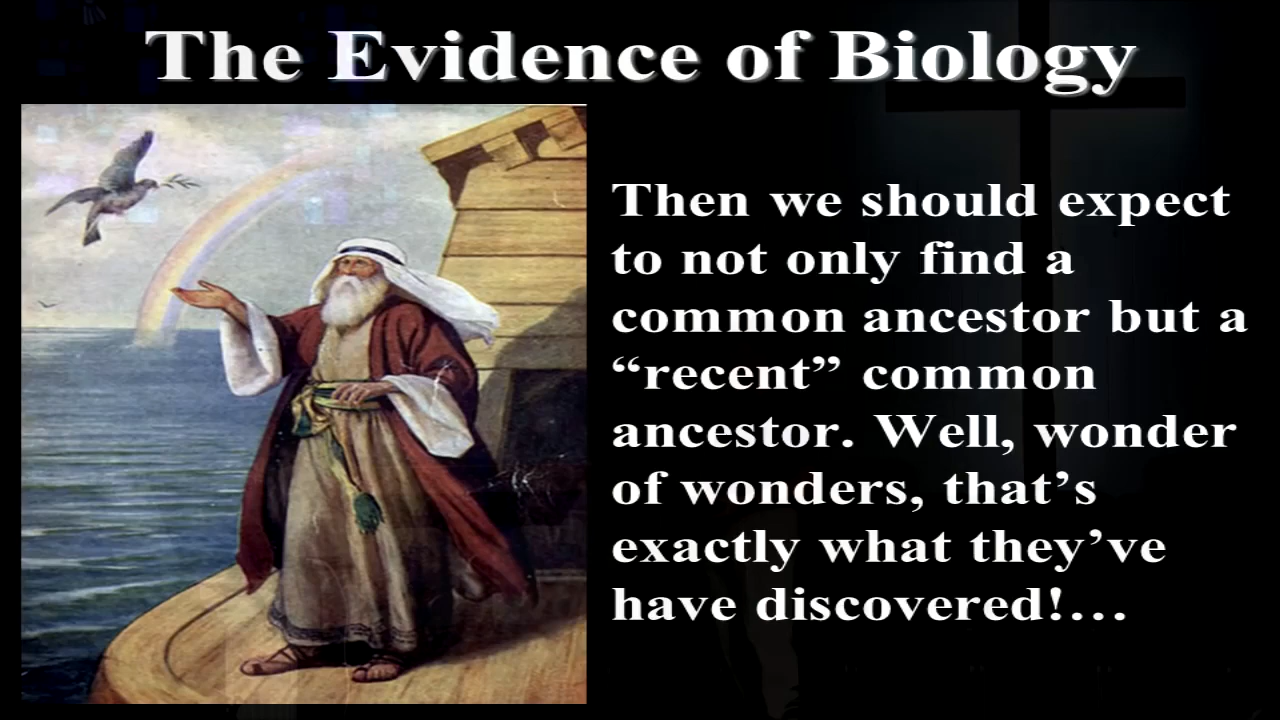 The Evidence of Biology
Then we should expect
to not only find a
common ancestor but a
“recent” common
ancestor. Well, wonder
of wonders, that’s
exactly what they’ve
have discovered!…